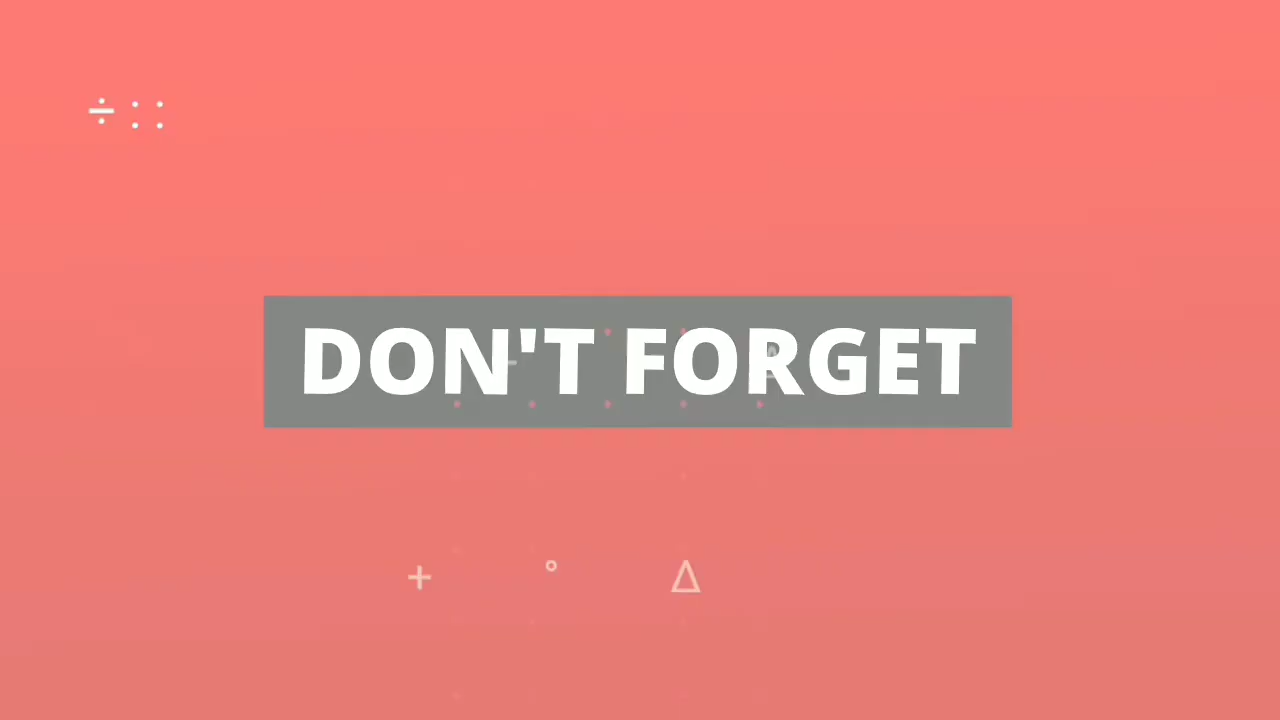 ÷ : :
DON'T FORGET
+ ° Δ